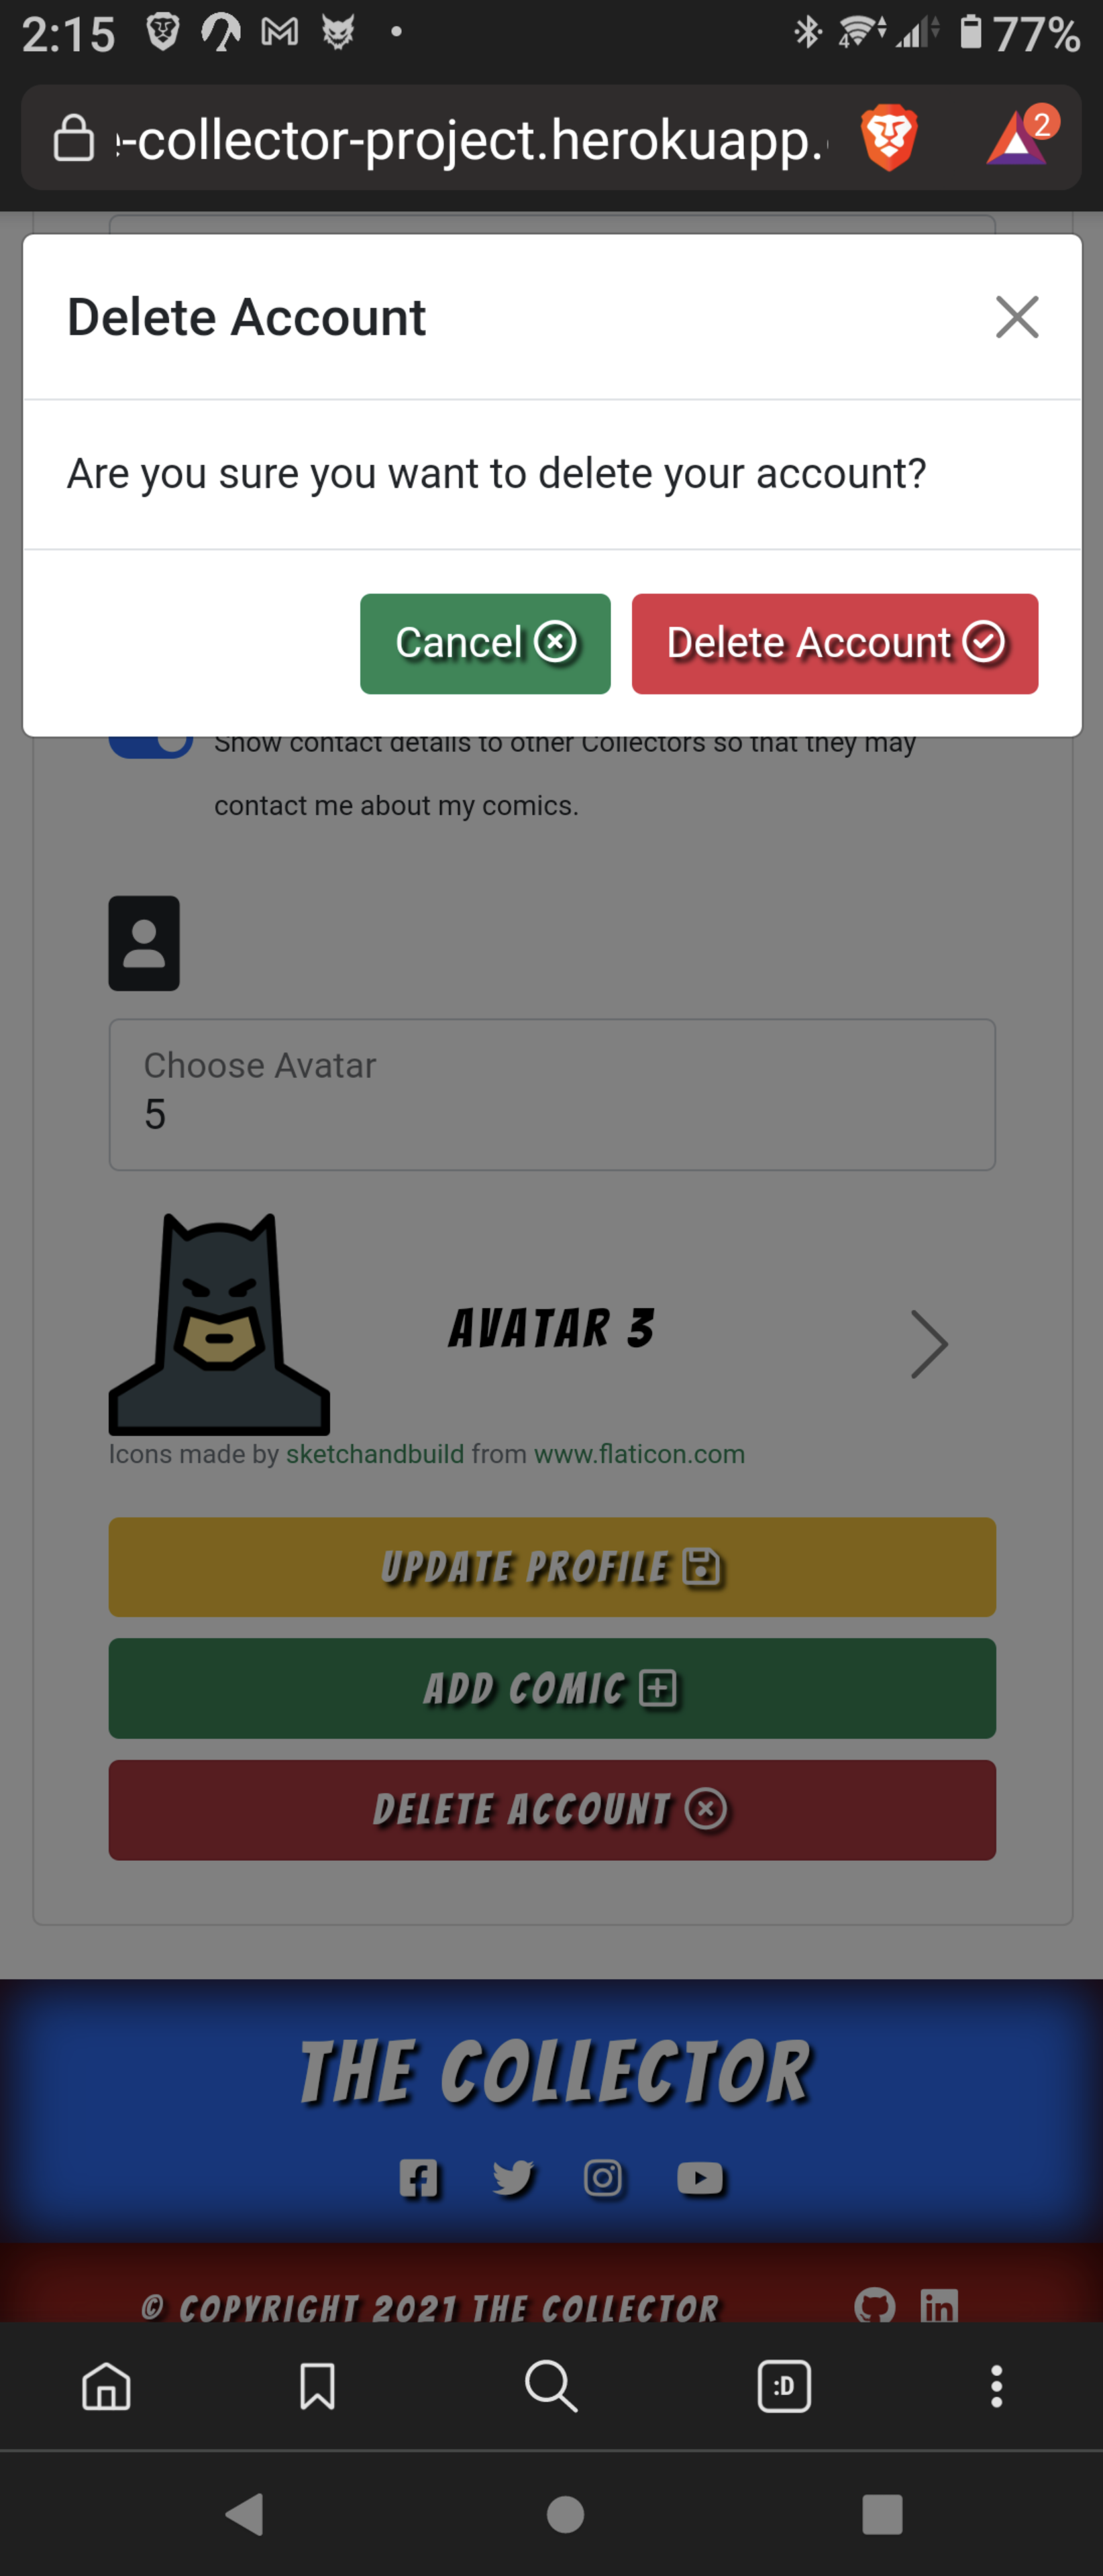 2:15
77%
-collector-project.herokuapp.
2
Delete Account
Are you sure you want to delete your account?
Cancel
Delete Account
Show contact details to other Collectors so that they may
contact me about my comics.
Choose Avatar
5
AVATAR 3
Icons made by sketchandbuild from www.flaticon.com
UPDATE PROFILE
ADD COMIC
DELETE ACCOUNT
THE COLLECTOR
© COPYRIGHT 2021 THE COLLECTOR
:D